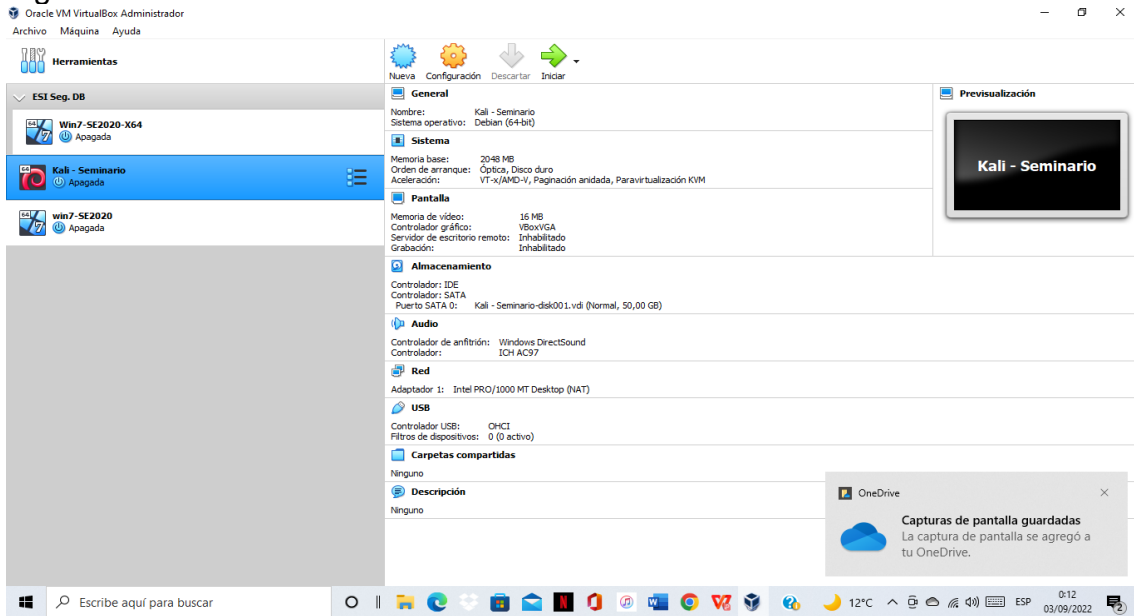 Oracle VM VirtualBox Administrador
Archivo Máquina Ayuda
Herramientas
Nueva Configuración Descartar Iniciar
ESI Seg. DB
Win7-SE2020-X64
Apagada
Kali - Seminario
Apagada
win7-SE2020
Apagada
General
Nombre: Kali - Seminario
Sistema operativo: Debian (64-bit)
Sistema
Memoria base: 2048 MB
Orden de arranque: Óptica, Disco duro
Aceleración: VT-x/AMD-V, Paginación anidada, Paravirtualización KVM
Pantalla
Memoria de vídeo: 16 MB
Controlador gráfico: VBoxVGA
Servidor de escritorio remoto: Inhabilitado
Grabación: Inhabilitado
Almacenamiento
Controlador: IDE
Controlador: SATA
Puerto SATA 0: Kali - Seminario-disk001.vdi (Normal, 50,00 GB)
Audio
Controlador de anfitrión: Windows DirectSound
Controlador: ICH AC97
Red
Adaptador 1: Intel PRO/1000 MT Desktop (NAT)
USB
Controlador USB: OHCI
Filtros de dispositivos: 0 (0 activo)
Carpetas compartidas
Ninguno
Descripción
Ninguno
Previsualización
Kali - Seminario
OneDrive
Capturas de pantalla guardadas
La captura de pantalla se agregó a
tu OneDrive.
Escribe aquí para buscar
12°C
ESP
0:12
03/09/2022
2